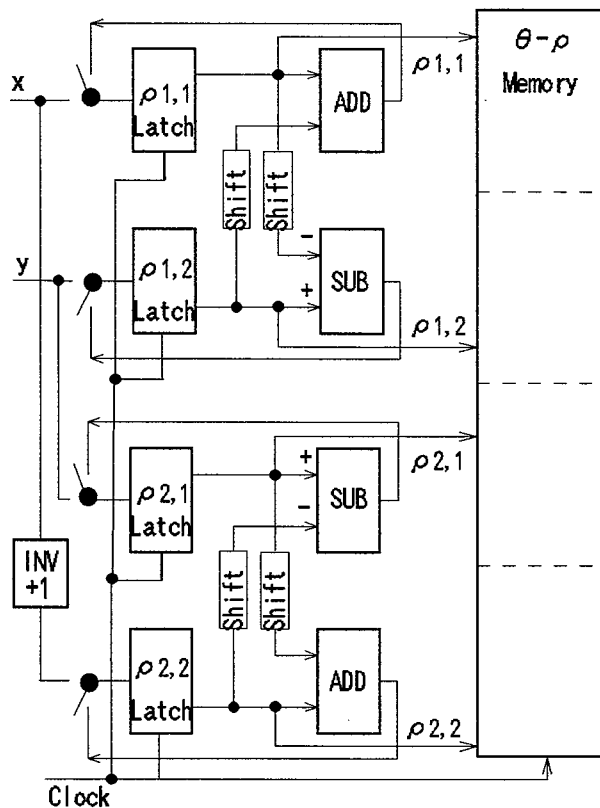 θ-ρ
Memory
x
ρ1,1
Latch
ADD
ρ1,1
Shift
Shift
y
ρ1,2
Latch
-
+
SUB
ρ1,2
ρ2,1
Latch
+
-
SUB
ρ2,1
INV
+1
Shift
Shift
ρ2,2
Latch
ADD
ρ2,2
Clock